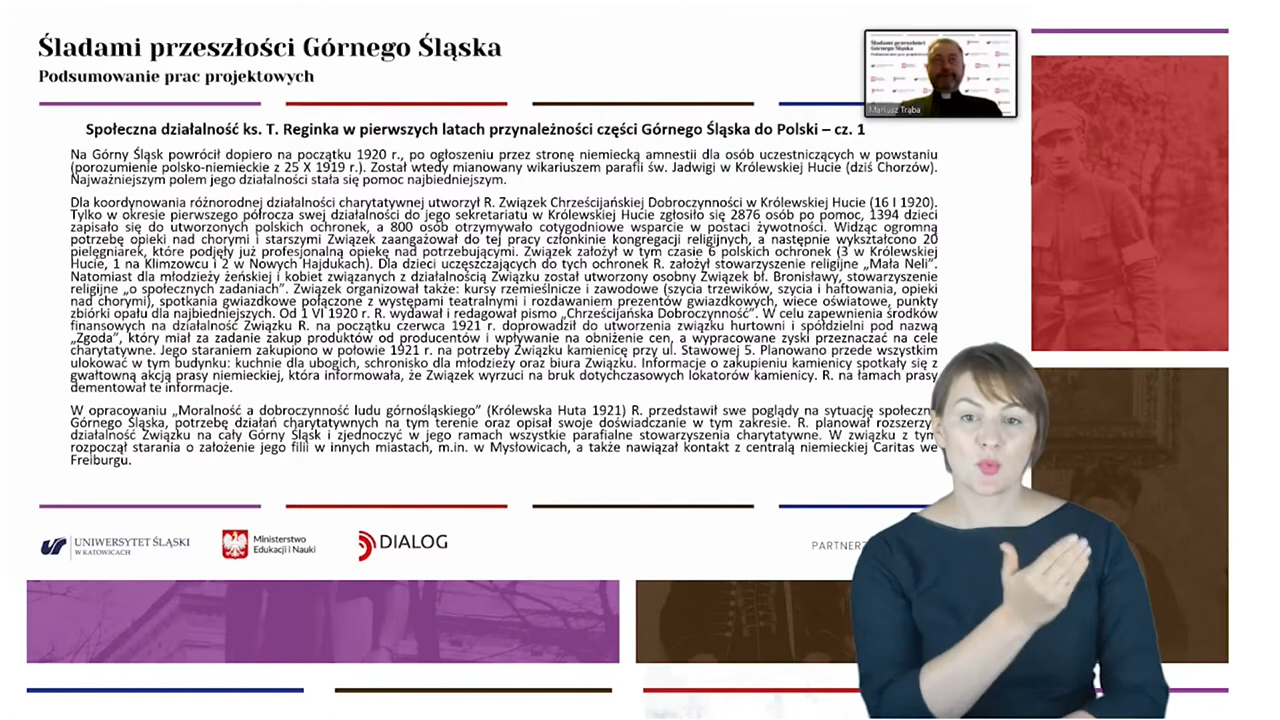 Śladami przeszłości Górnego Śląska
Podsumowanie prac projektowych
Mariusz Trąba
Społeczna działalność ks. T. Reginka w pierwszych latach przynależności części Górnego Śląska do Polski – cz. 1
Na Górny Śląsk powrócił dopiero na początku 1920 r., po ogłoszeniu przez stronę niemiecką amnestii dla osób uczestniczących w powstaniu
(porozumienie polsko-niemieckie z 25 X 1919 r.). Został wtedy mianowany wikariuszem parafii św. Jadwigi w Królewskiej Hucie (dziś Chorzów).
Najważniejszym polem jego działalności stała się pomoc najbiedniejszym.
Dla koordynowania różnorodnej działalności charytatywnej utworzył R. Związek Chrześcijańskiej Dobroczynności w Królewskiej Hucie (16 I 1920).
Tylko w okresie pierwszego półrocza swej działalności do jego sekretariatu w Królewskiej Hucie zgłosiło się 2876 osób po pomoc, 1394 dzieci
zapisało się do utworzonych polskich ochronek, a 800 osób otrzymywało cotygodniowe wsparcie w postaci żywności. Widząc ogromną
potrzebę opieki nad chorymi i starszymi Związek zaangażował do tej pracy członkinie kongregacji religijnych, a następnie wykształcono 20
pielęgniarek, które podjęły już profesjonalną opiekę nad potrzebującymi. Związek założył w tym czasie 6 polskich ochronek (3 w Królewskiej
Hucie, 1 na Klimzowcu i 2 w Nowych Hajdukach). Dla dzieci uczęszczających do tych ochronek R. założył stowarzyszenie religijne „Mała Neli”.
Natomiast dla młodzieży żeńskiej i kobiet związanych z działalnością Związku został utworzony osobny Związek bł. Bronisławy, stowarzyszenie
religijne „o społecznych zadaniach”. Związek organizował także: kursy rzemieślnicze i zawodowe (szycia trzewików, szycia i haftowania, opieki
nad chorymi), spotkania gwiazdkowe połączone z występami teatralnymi i rozdawaniem prezentów gwiazdkowych, wiece oświatowe, punkty
zbiórki opału dla najbiedniejszych. Od 1 VI 1920 r. R. wydawał i redagował pismo „Chrześcijańska Dobroczynność”. W celu zapewnienia środków
finansowych na działalność Związku R. na początku czerwca 1921 r. doprowadził do utworzenia związku hurtowni i spółdzielni pod nazwą
„Zgoda”, który miał za zadanie zakup produktów od producentów i wpływanie na obniżenie cen, a wypracowane zyski przeznaczać na cele
charytatywne. Jego staraniem zakupiono w połowie 1921 r. na potrzeby Związku kamienicę przy ul. Stawowej 5. Planowano przede wszystkim
ulokować w tym budynku: kuchnie dla ubogich, schronisko dla młodzieży oraz biura Związku. Informacje o zakupieniu kamienicy spotkały się z
gwałtowną akcją prasy niemieckiej, która informowała, że Związek wyrzuci na bruk dotychczasowych lokatorów kamienicy. R. na łamach prasy
dementował te informacje.
W opracowaniu „Moralność a dobroczynność ludu górnośląskiego” (Królewska Huta 1921) R. przedstawił swe poglądy na sytuację społeczn
Górnego Śląska, potrzebę działań charytatywnych na tym terenie oraz opisał swoje doświadczanie w tym zakresie. R. planował rozszerzy
działalność Związku na cały Górny Śląsk i zjednoczyć w jego ramach wszystkie parafialne stowarzyszenia charytatywne. W związku z tym
rozpoczął starania o założenie jego filii w innych miastach, m.in. w Mysłowicach, a także nawiązał kontakt z centralą niemieckiej Caritas we
Freiburgu.
UNIWERSYTET ŚLĄSKI
W KATOWICACH
Ministerstwo
Edukacji i Nauki
DIALOG
PARTNERZ